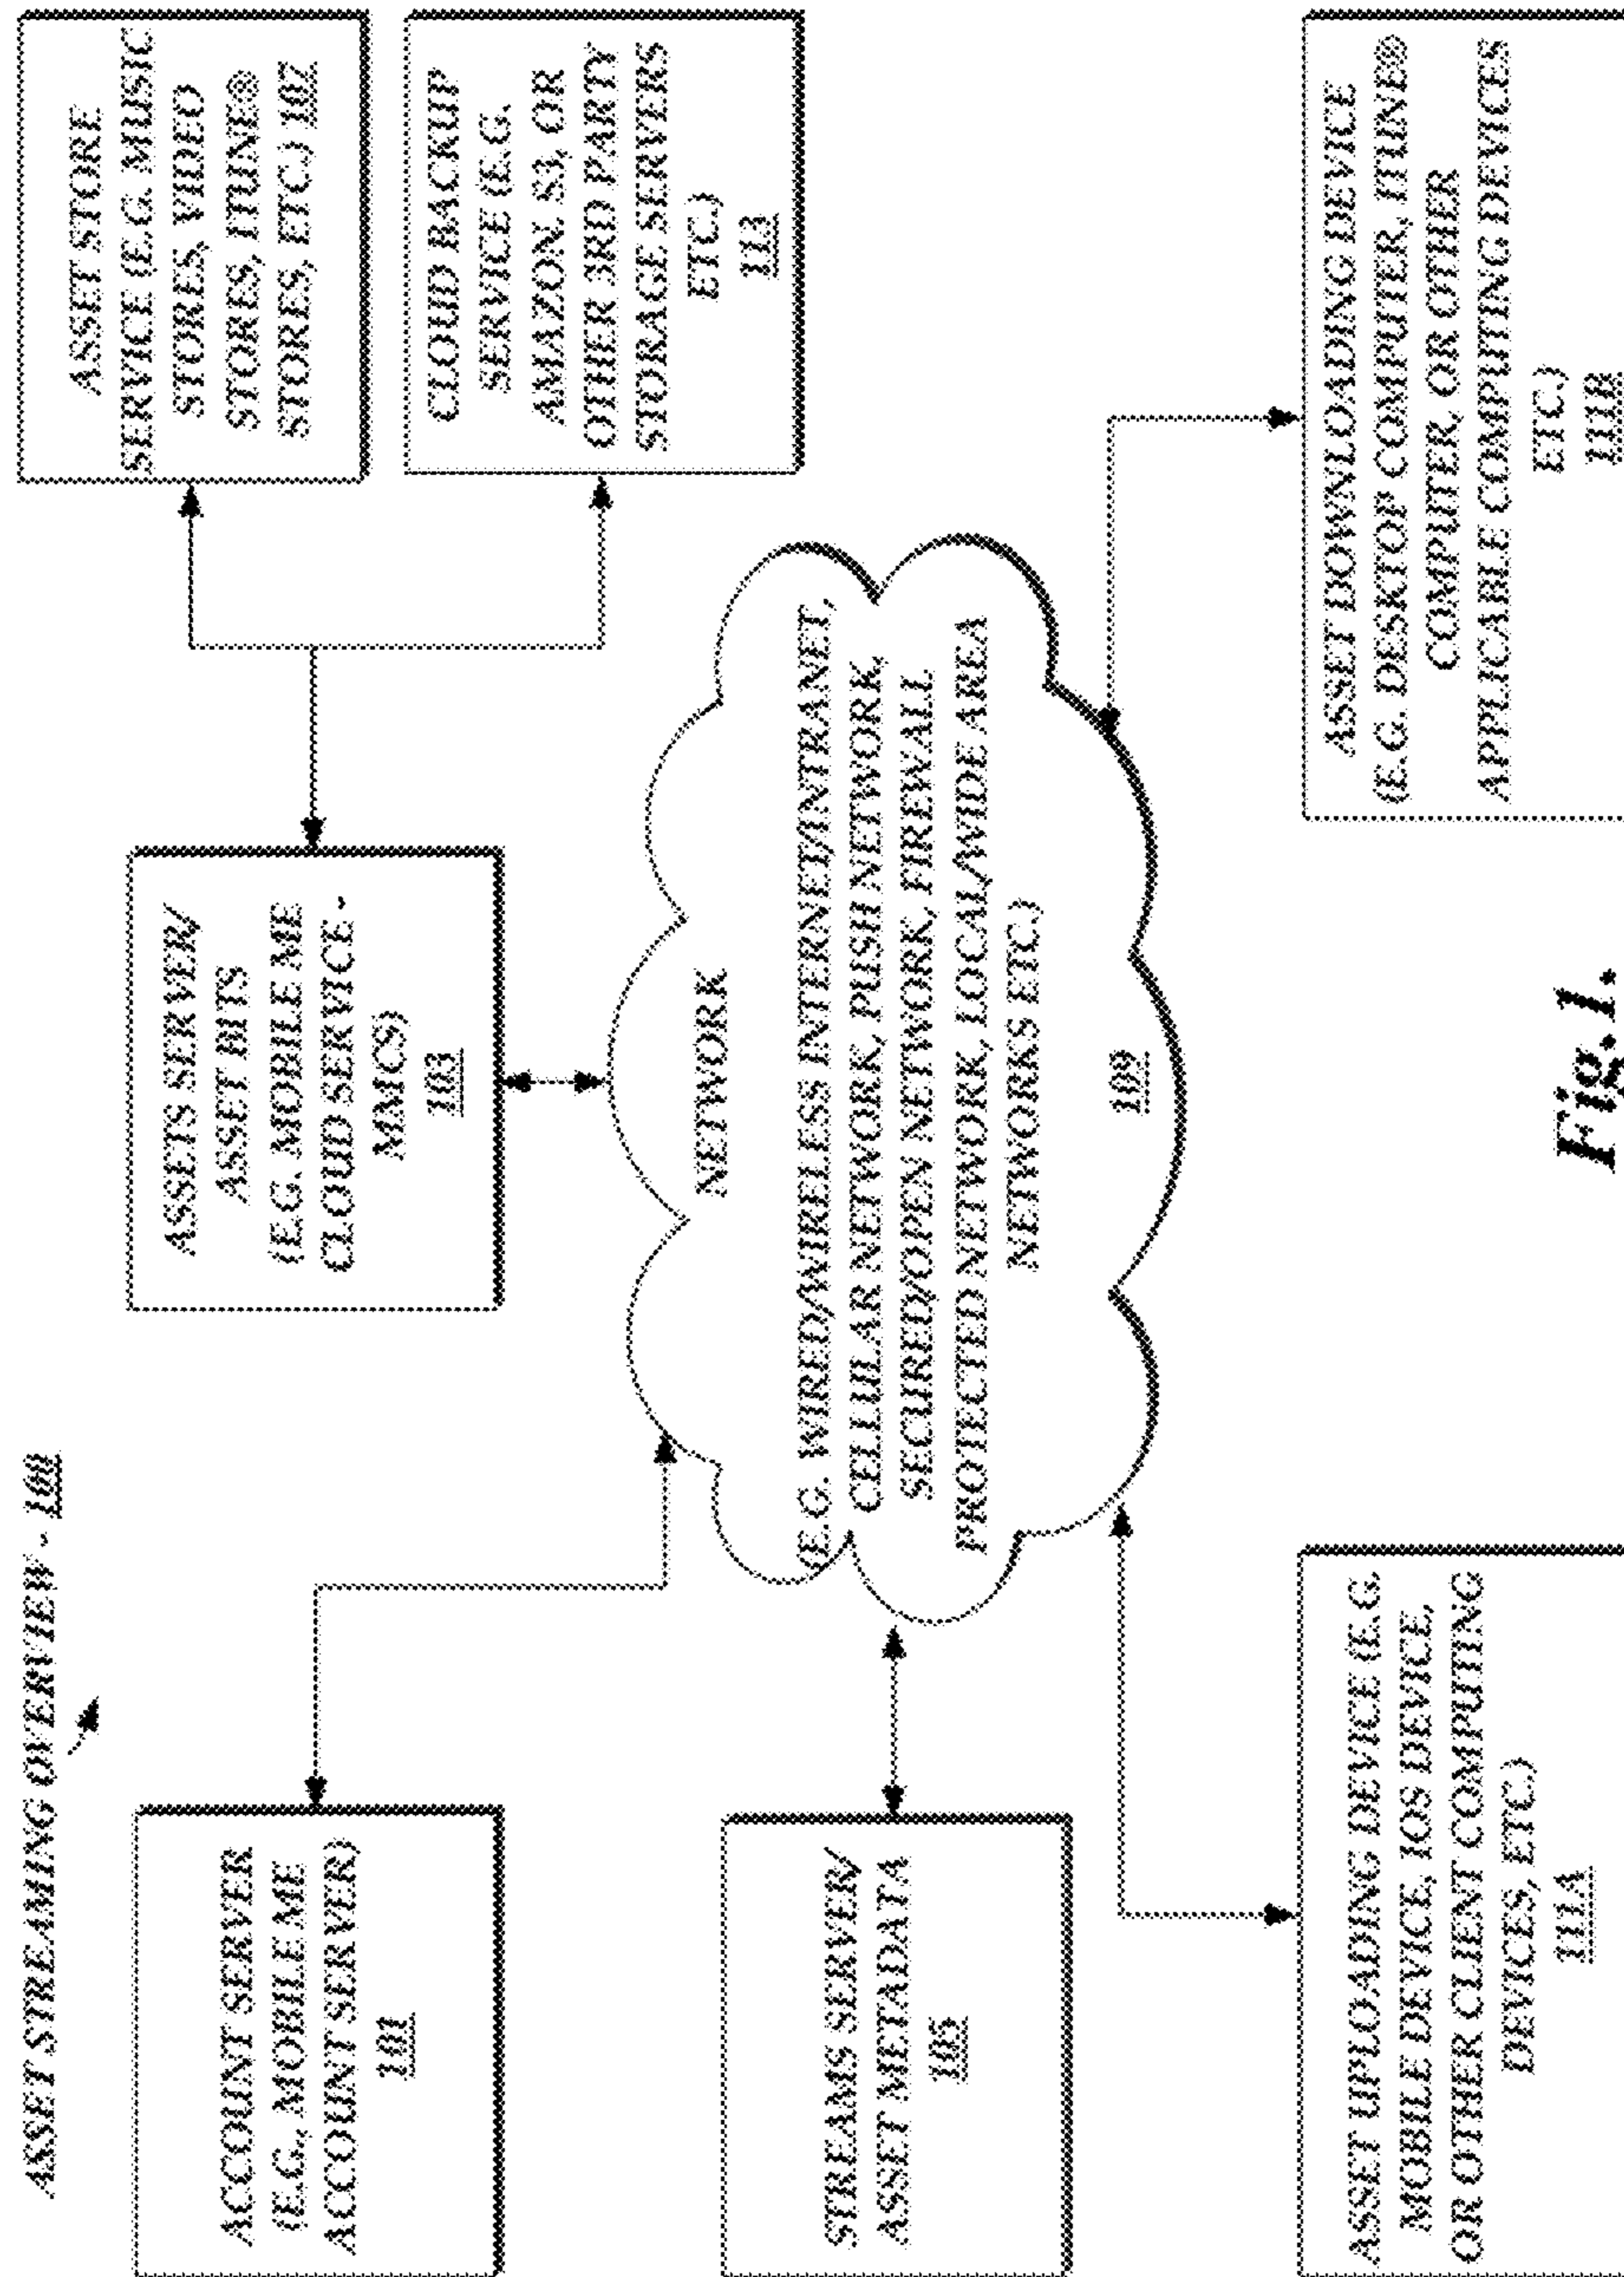 ASSET STREAMING OVERVIEW - 100
ACCOUNT SERVER
(E.G., MOBILE ME
ACCOUNT SERVER)
101
ASSETS SERVER/
ASSET BITS
(E.G. MOBILE ME
CLOUD SERVICE -
MMCS)
103
ASSET STORE
SERVICE (E.G. MUSIC
STORES, VIDEO
STORES, ITUNE®
STORES, ETC.) 107
CLOUD BACKUP
SERVICE (E.G.
AMAZON S3, OR
OTHER 3RD PARTY
STORAGE SERVERS
ETC.)
113
STREAMS SERVER/
ASSET METADATA
105
NETWORK
(E.G. WIRED/WIRELESS INTERNET/INTRANET,
CELLULAR NETWORK, PUSH NETWORK,
SECURED/OPEN NETWORK, FIREWALL
PROTECTED NETWORK, LOCAL/WIDE AREA
NETWORKS ETC.)
109
ASSET UPLOADING DEVICE (E.G.
MOBILE DEVICE, IOS DEVICE,
OR OTHER CLIENT COMPUTING
DEVICES, ETC.)
111A
ASSET DOWNLOADING DEVICE
(E.G. DESKTOP COMPUTER, ITUNE®
COMPUTER, OR OTHER
APPLICABLE COMPUTING DEVICES
ETC.)
111B
Fig. 1.